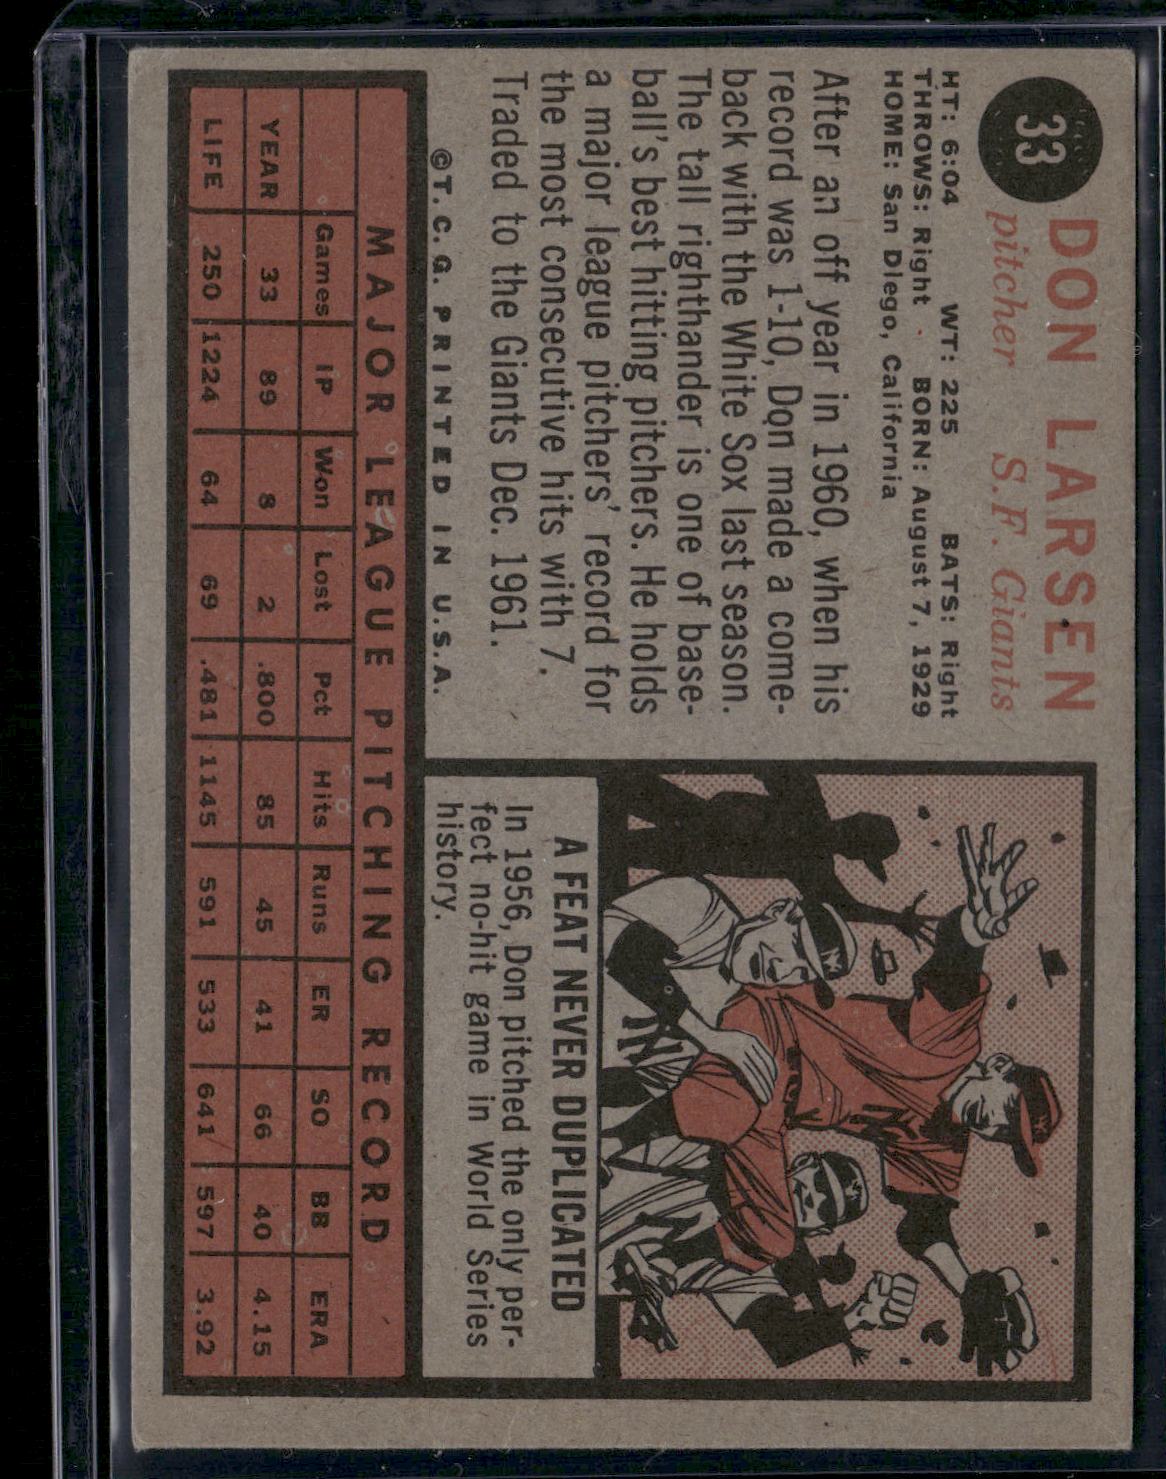 33
DON LARSEN
pitcher S.F. Giants
HT: 6:04 WT: 225 BATS: Right
THROWS: Right BORN: August 7, 1929
HOME: San Diego, California
After an off year in 1960, when his
record was 1-10, Don made a come-
back with the White Sox last season.
The tall righthander is one of base-
ball's best hitting pitchers. He holds
a major league pitchers' record for
the most consecutive hits with 7.
Traded to the Giants Dec. 1961.
©T.C.G. PRINTED IN U.S.A.
A FEAT NEVER DUPLICATED
In 1956, Don pitched the only per-
fect no-hit game in World Series
history.
MAJOR LEAGUE PITCHING RECORD
Games IP Won Lost Pct Hits Runs ER SO BB ERA
YEAR 33 89 8 2 .800 85 45 41 66 40 4.15
LIFE 250 1224 64 69 .481 1145 591 533 641 597 3.92